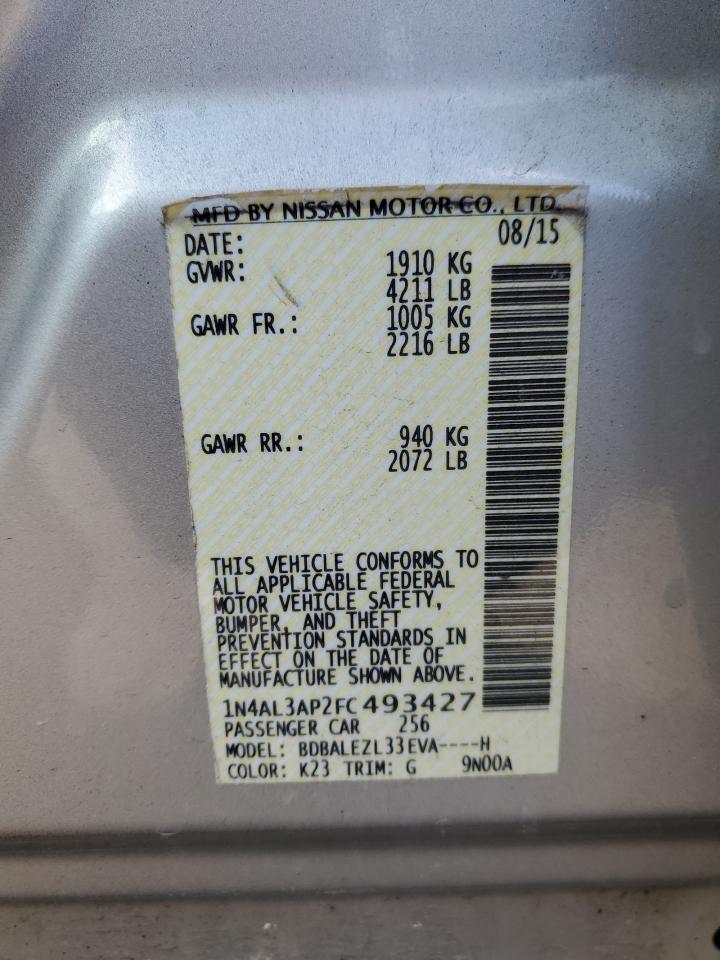 MFD BY NISSAN MOTOR CO., LTD.
DATE: 08/15
GVWR: 1910 KG
4211 LB
GAWR FR.: 1005 KG
2216 LB
GAWR RR.: 940 KG
2072 LB
THIS VEHICLE CONFORMS TO
ALL APPLICABLE FEDERAL
MOTOR VEHICLE SAFETY,
BUMPER, AND THEFT
PREVENTION STANDARDS IN
EFFECT ON THE DATE OF
MANUFACTURE SHOWN ABOVE.
1N4AL3AP2FC493427
PASSENGER CAR 256
MODEL: BDBALEZL33EVA----H
COLOR: K23 TRIM: G 9N00A